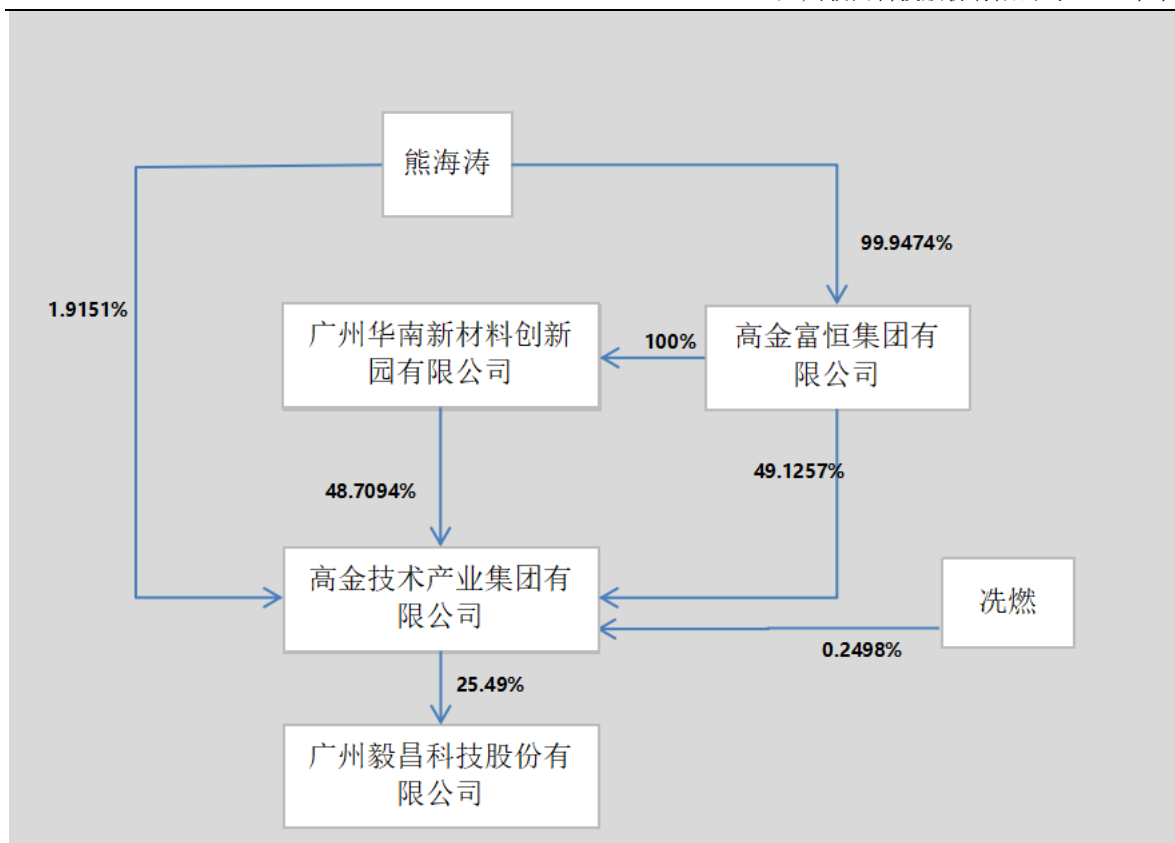 熊海涛
99.9474%
1.9151%
广州华南新材料创新
园有限公司
100%
高金富恒集团有
限公司
49.1257%
48.7094%
高金技术产业集团有
限公司
冼燃
0.2498%
25.49%
广州毅昌科技股份有
限公司